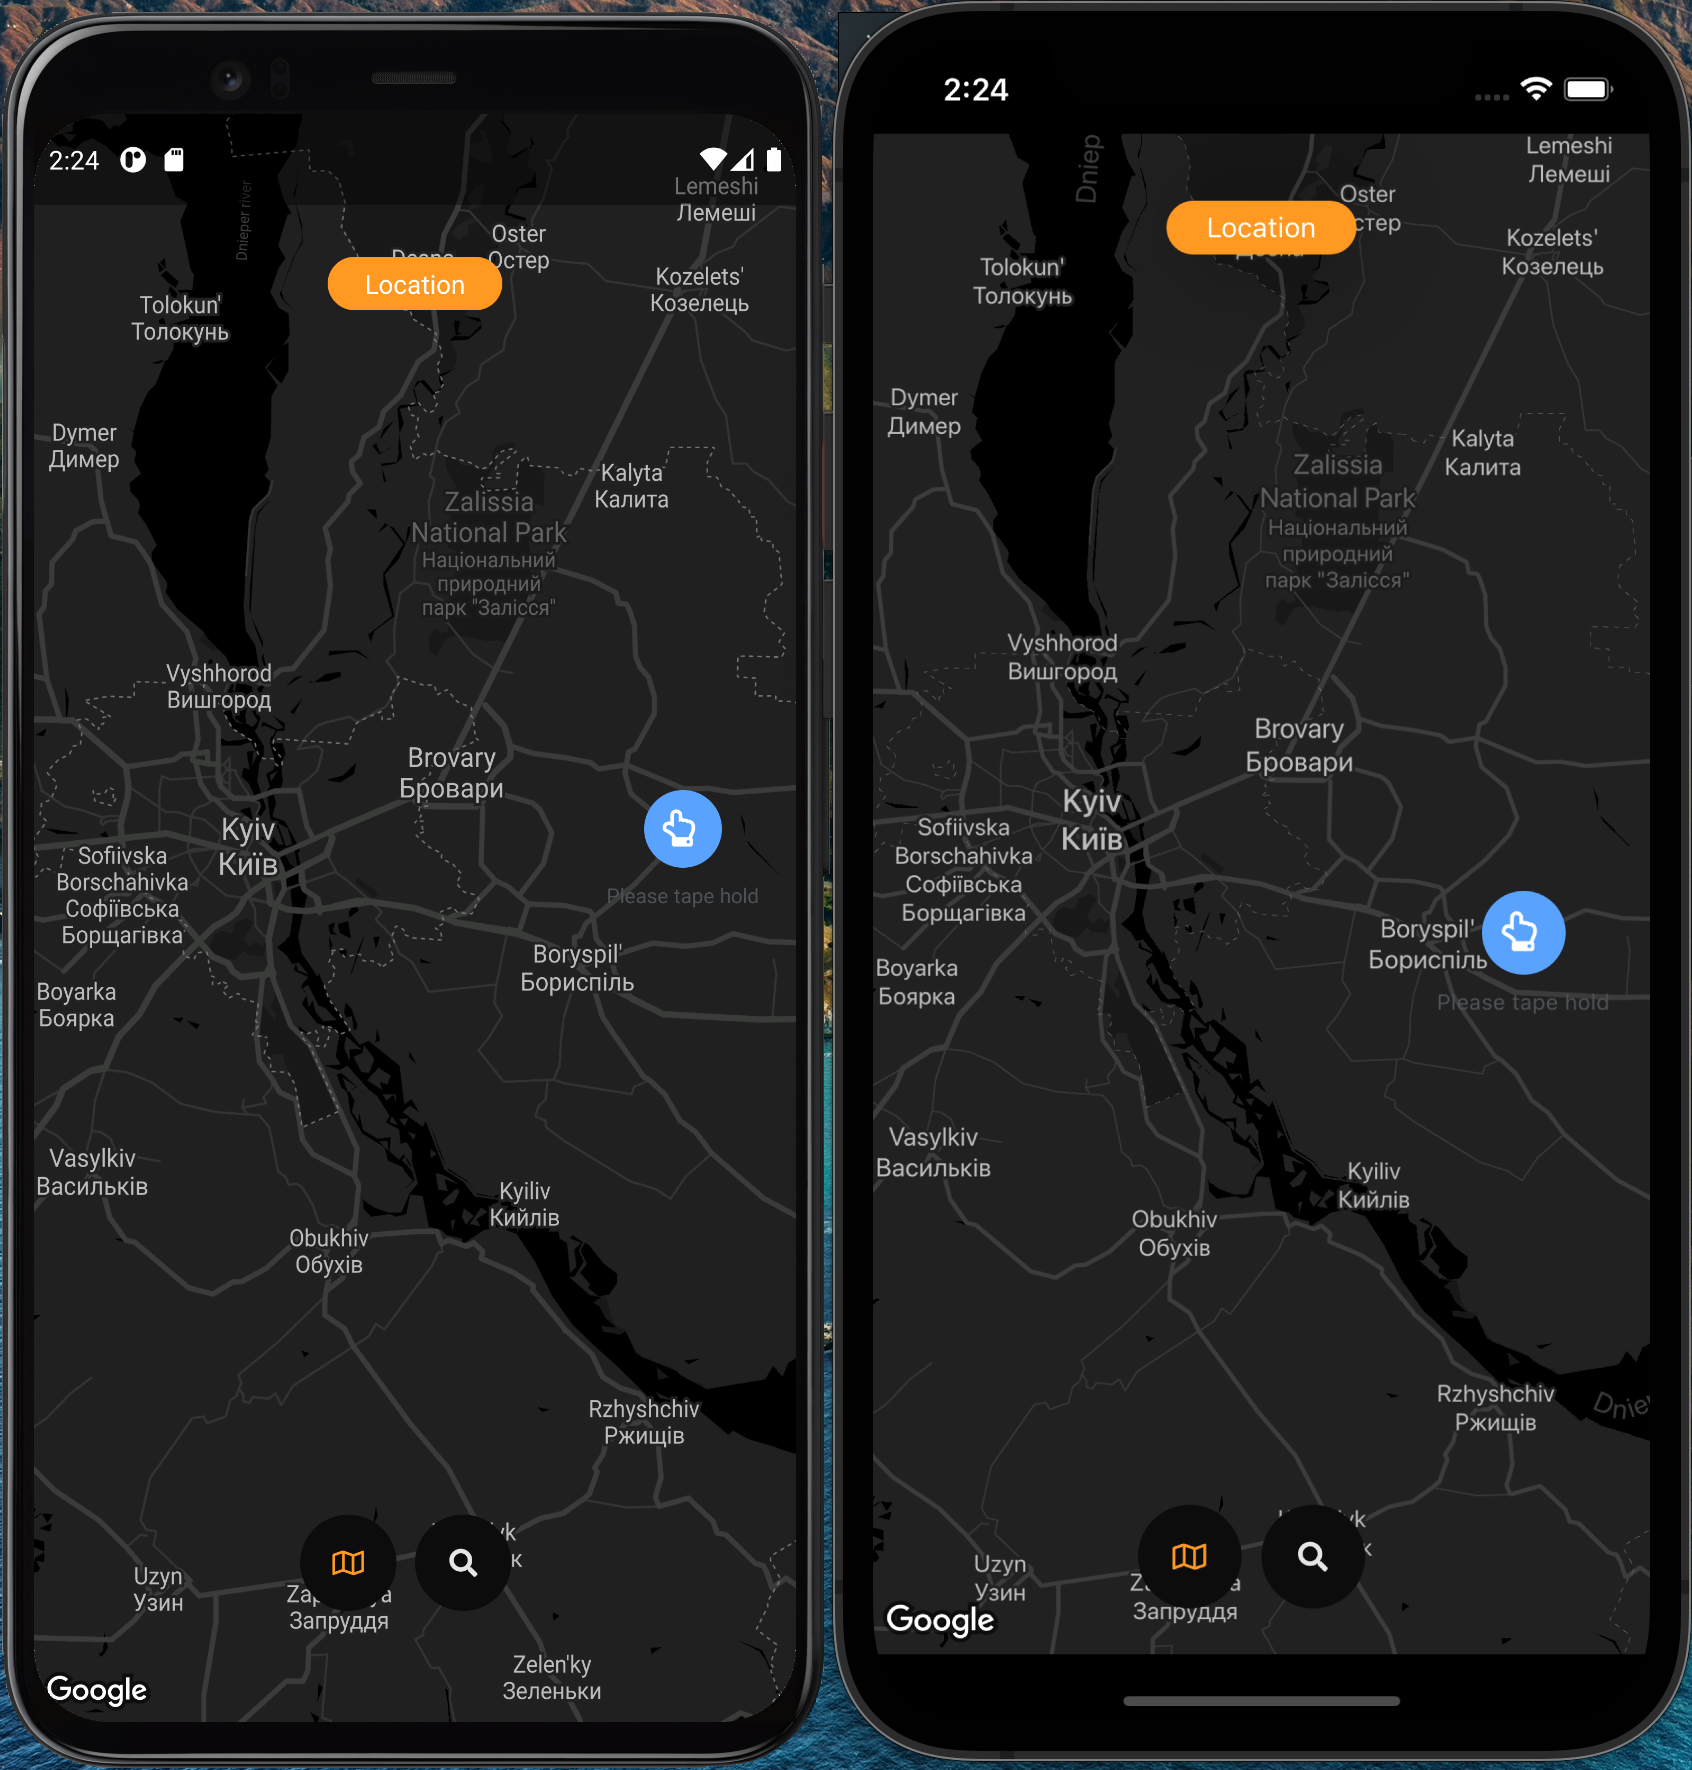 2:24
Dnieper river
Lemeshi
Лемеші
Oster
Остер
Location
Kozelets'
Козелець
Tolokun'
Толокунь
Dymer
Димер
Kalyta
Калита
Zalissia
National Park
Національний
природний
парк "Залісся"
Vyshhorod
Вишгород
Brovary
Бровари
Kyiv
Київ
Sofiivska
Borschahivka
Софіївська
Борщагівка
Please tape hold
Boryspil'
Бориспіль
Boyarka
Боярка
Vasylkiv
Васильків
Kyiliv
Кийлів
Obukhiv
Обухів
Rzhyshchiv
Ржищів
Uzyn
Узин
Запруддя
Zelen'ky
Зеленьки
Google
2:24
Dniep
Lemeshi
Лемеші
Oster
стер
Location
Kozelets'
Козелець
Tolokun'
Толокунь
Dymer
Димер
Kalyta
Калита
Zalissia
National Park
Національний
природний
парк "Залісся"
Vyshhorod
Вишгород
Brovary
Бровари
Kyiv
Київ
Sofiivska
Borschahivka
Софіївська
Борщагівка
Boryspil'
Бориспіль
Please tape hold
Boyarka
Боярка
Vasylkiv
Васильків
Kyiliv
Кийлів
Obukhiv
Обухів
Rzhyshchiv
Ржищів
Dnie
Uzyn
Узин
Запруддя
Google